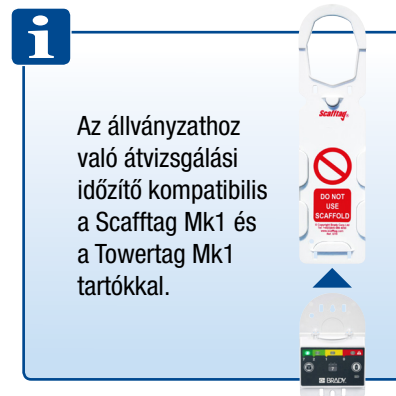 i
Az állványzathoz
való átvizsgálási
időzítő kompatibilis
a Scafftag Mk1 és
a Towertag Mk1
tartókkal.
Scafftag
DO NOT
USE
SCAFFOLD
BRADY